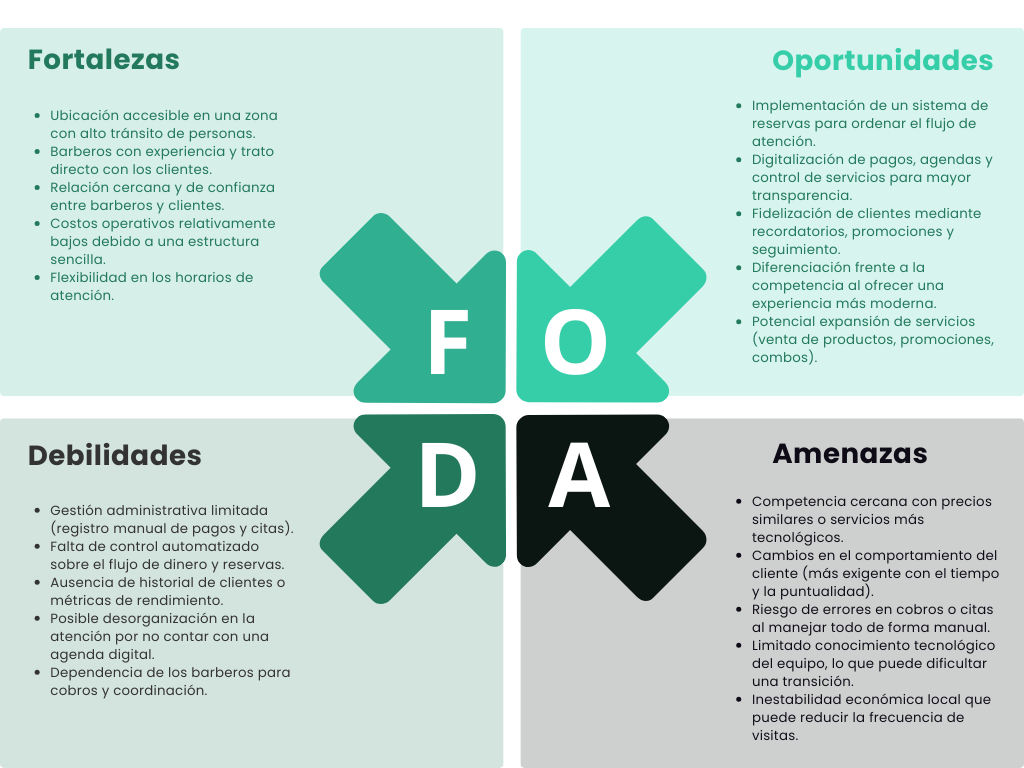 Fortalezas
• Ubicación accesible en una zona
con alto tránsito de personas.
• Barberos con experiencia y trato
directo con los clientes.
• Relación cercana y de confianza
entre barberos y clientes.
• Costos operativos relativamente
bajos debido a una estructura
sencilla.
• Flexibilidad en los horarios de
atención.
Oportunidades
• Implementación de un sistema de
reservas para ordenar el flujo de
atención.
• Digitalización de pagos, agendas y
control de servicios para mayor
transparencia.
• Fidelización de clientes mediante
recordatorios, promociones y
seguimiento.
• Diferenciación frente a la
competencia al ofrecer una
experiencia más moderna.
• Potencial expansión de servicios
(venta de productos, promociones,
combos).
F
O
D
A
Debilidades
• Gestión administrativa limitada
(registro manual de pagos y citas).
• Falta de control automatizado
sobre el flujo de dinero y reservas.
• Ausencia de historial de clientes o
métricas de rendimiento.
• Posible desorganización en la
atención por no contar con una
agenda digital.
• Dependencia de los barberos para
cobros y coordinación.
Amenazas
• Competencia cercana con precios
similares o servicios más
tecnológicos.
• Cambios en el comportamiento del
cliente (más exigente con el tiempo
y la puntualidad).
• Riesgo de errores en cobros o citas
al manejar todo de forma manual.
• Limitado conocimiento tecnológico
del equipo, lo que puede dificultar
una transición.
• Inestabilidad económica local que
puede reducir la frecuencia de
visitas.